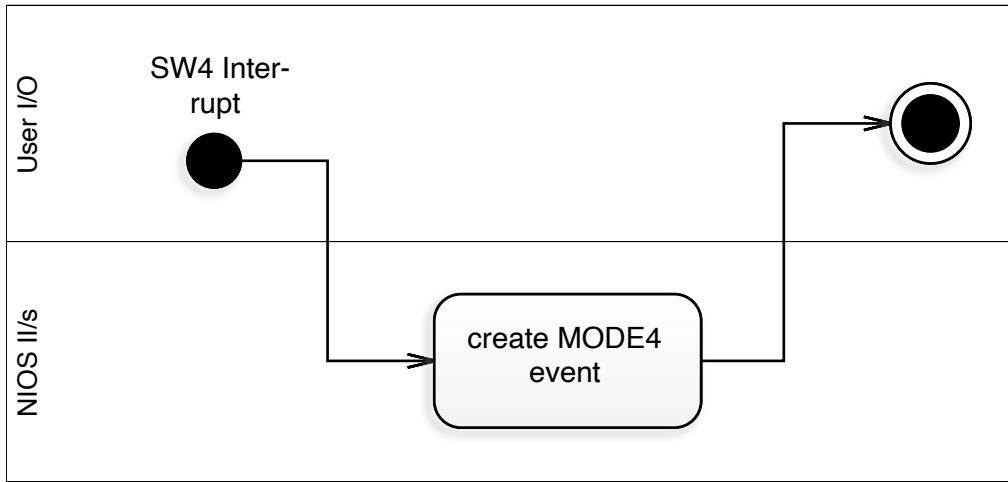 User I/O
SW4 Inter-
rupt
NIOS II/s
create MODE4
event